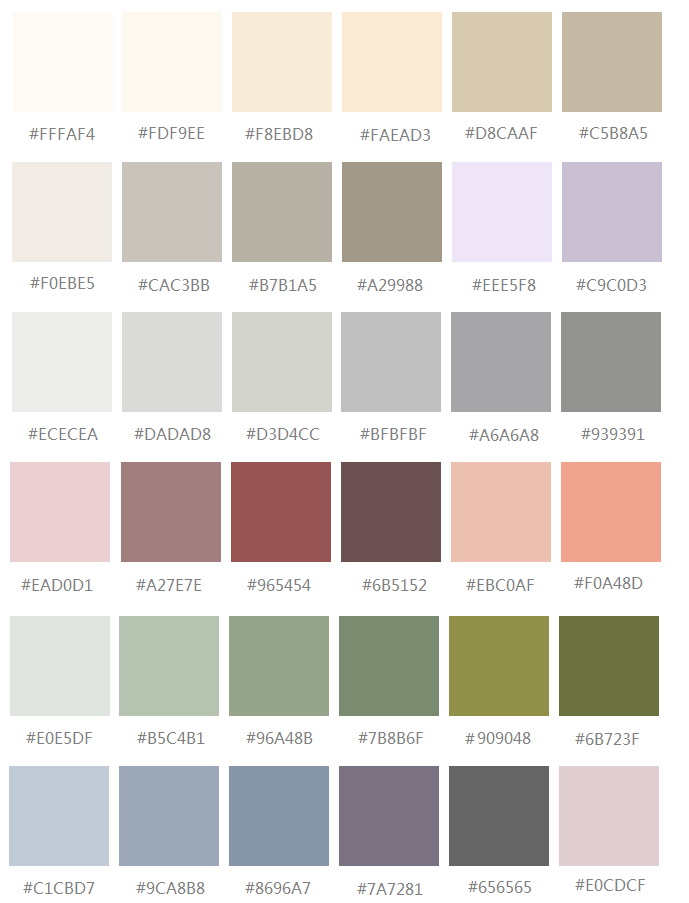 #FFFAF4 #FDF9EE #F8EBD8 #FAEAD3 #D8CAAF #C5B8A5
#F0EBE5 #CAC3BB #B7B1A5 #A29988 #EEE5F8 #C9C0D3
#ECECEA #DADAD8 #D3D4CC #BFBFBF #A6A6A8 #939391
#EAD0D1 #A27E7E #965454 #6B5152 #EBC0AF #F0A48D
#E0E5DF #B5C4B1 #96A48B #7B8B6F #909048 #6B723F
#C1CBD7 #9CA8B8 #8696A7 #7A7281 #656565 #E0CDCF